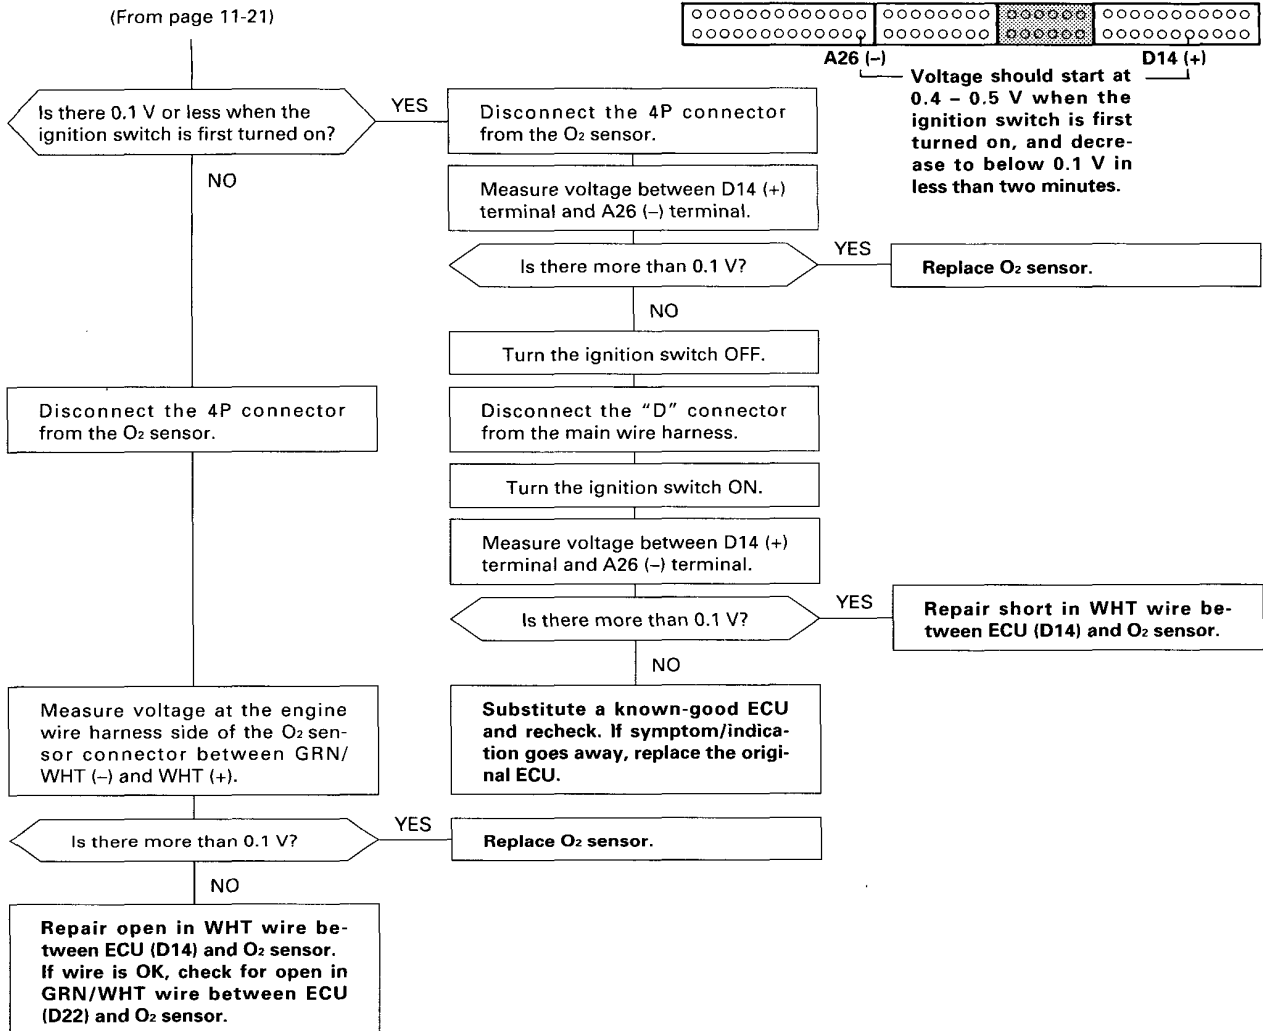 (From page 11-21)
A26 (–)
D14 (+)
Voltage should start at
0.4 – 0.5 V when the
ignition switch is first
turned on, and decre-
ase to below 0.1 V in
less than two minutes.
Is there 0.1 V or less when the
ignition switch is first turned on?
YES
NO
Disconnect the 4P connector
from the O₂ sensor.
Measure voltage between D14 (+)
terminal and A26 (–) terminal.
Is there more than 0.1 V?
YES
Replace O₂ sensor.
NO
Turn the ignition switch OFF.
Disconnect the "D" connector
from the main wire harness.
Turn the ignition switch ON.
Measure voltage between D14 (+)
terminal and A26 (–) terminal.
Is there more than 0.1 V?
YES
Repair short in WHT wire be-
tween ECU (D14) and O₂ sensor.
NO
Substitute a known-good ECU
and recheck. If symptom/indica-
tion goes away, replace the origi-
nal ECU.
Disconnect the 4P connector
from the O₂ sensor.
Measure voltage at the engine
wire harness side of the O₂ sen-
sor connector between GRN/
WHT (–) and WHT (+).
Is there more than 0.1 V?
YES
Replace O₂ sensor.
NO
Repair open in WHT wire be-
tween ECU (D14) and O₂ sensor.
If wire is OK, check for open in
GRN/WHT wire between ECU
(D22) and O₂ sensor.